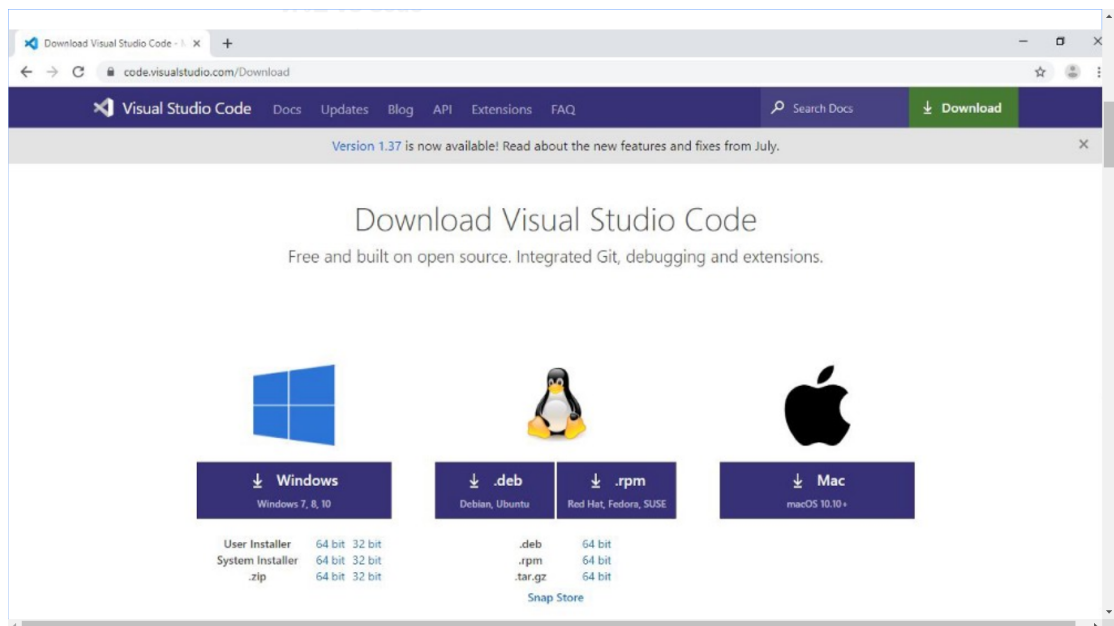 Download Visual Studio Code -
code.visualstudio.com/Download
Visual Studio Code Docs Updates Blog API Extensions FAQ Search Docs Download
Version 1.37 is now available! Read about the new features and fixes from July.
Download Visual Studio Code
Free and built on open source. Integrated Git, debugging and extensions.
Windows .deb .rpm Mac
Windows 7, 8, 10 Debian, Ubuntu Red Hat, Fedora, SUSE macOS 10.10+
User Installer 64 bit 32 bit .deb 64 bit
System Installer 64 bit 32 bit .rpm 64 bit
.zip 64 bit 32 bit .tar.gz 64 bit
Snap Store